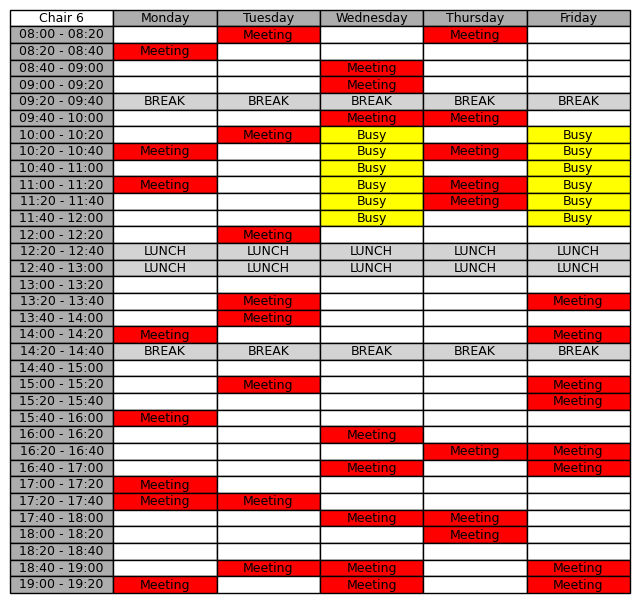 Chair 6 Monday Tuesday Wednesday Thursday Friday
08:00 - 08:20 Meeting Meeting
08:20 - 08:40 Meeting
08:40 - 09:00 Meeting
09:00 - 09:20 Meeting
09:20 - 09:40 BREAK BREAK BREAK BREAK BREAK
09:40 - 10:00 Meeting Meeting
10:00 - 10:20 Meeting Busy Busy
10:20 - 10:40 Meeting Busy Meeting Busy
10:40 - 11:00 Busy Busy
11:00 - 11:20 Meeting Busy Meeting Busy
11:20 - 11:40 Busy Meeting Busy
11:40 - 12:00 Busy Busy
12:00 - 12:20 Meeting
12:20 - 12:40 LUNCH LUNCH LUNCH LUNCH LUNCH
12:40 - 13:00 LUNCH LUNCH LUNCH LUNCH LUNCH
13:00 - 13:20
13:20 - 13:40 Meeting Meeting
13:40 - 14:00 Meeting
14:00 - 14:20 Meeting Meeting
14:20 - 14:40 BREAK BREAK BREAK BREAK BREAK
14:40 - 15:00
15:00 - 15:20 Meeting Meeting
15:20 - 15:40 Meeting
15:40 - 16:00 Meeting
16:00 - 16:20 Meeting
16:20 - 16:40 Meeting Meeting
16:40 - 17:00 Meeting Meeting
17:00 - 17:20 Meeting
17:20 - 17:40 Meeting Meeting
17:40 - 18:00 Meeting Meeting
18:00 - 18:20 Meeting
18:20 - 18:40
18:40 - 19:00 Meeting Meeting Meeting
19:00 - 19:20 Meeting Meeting Meeting